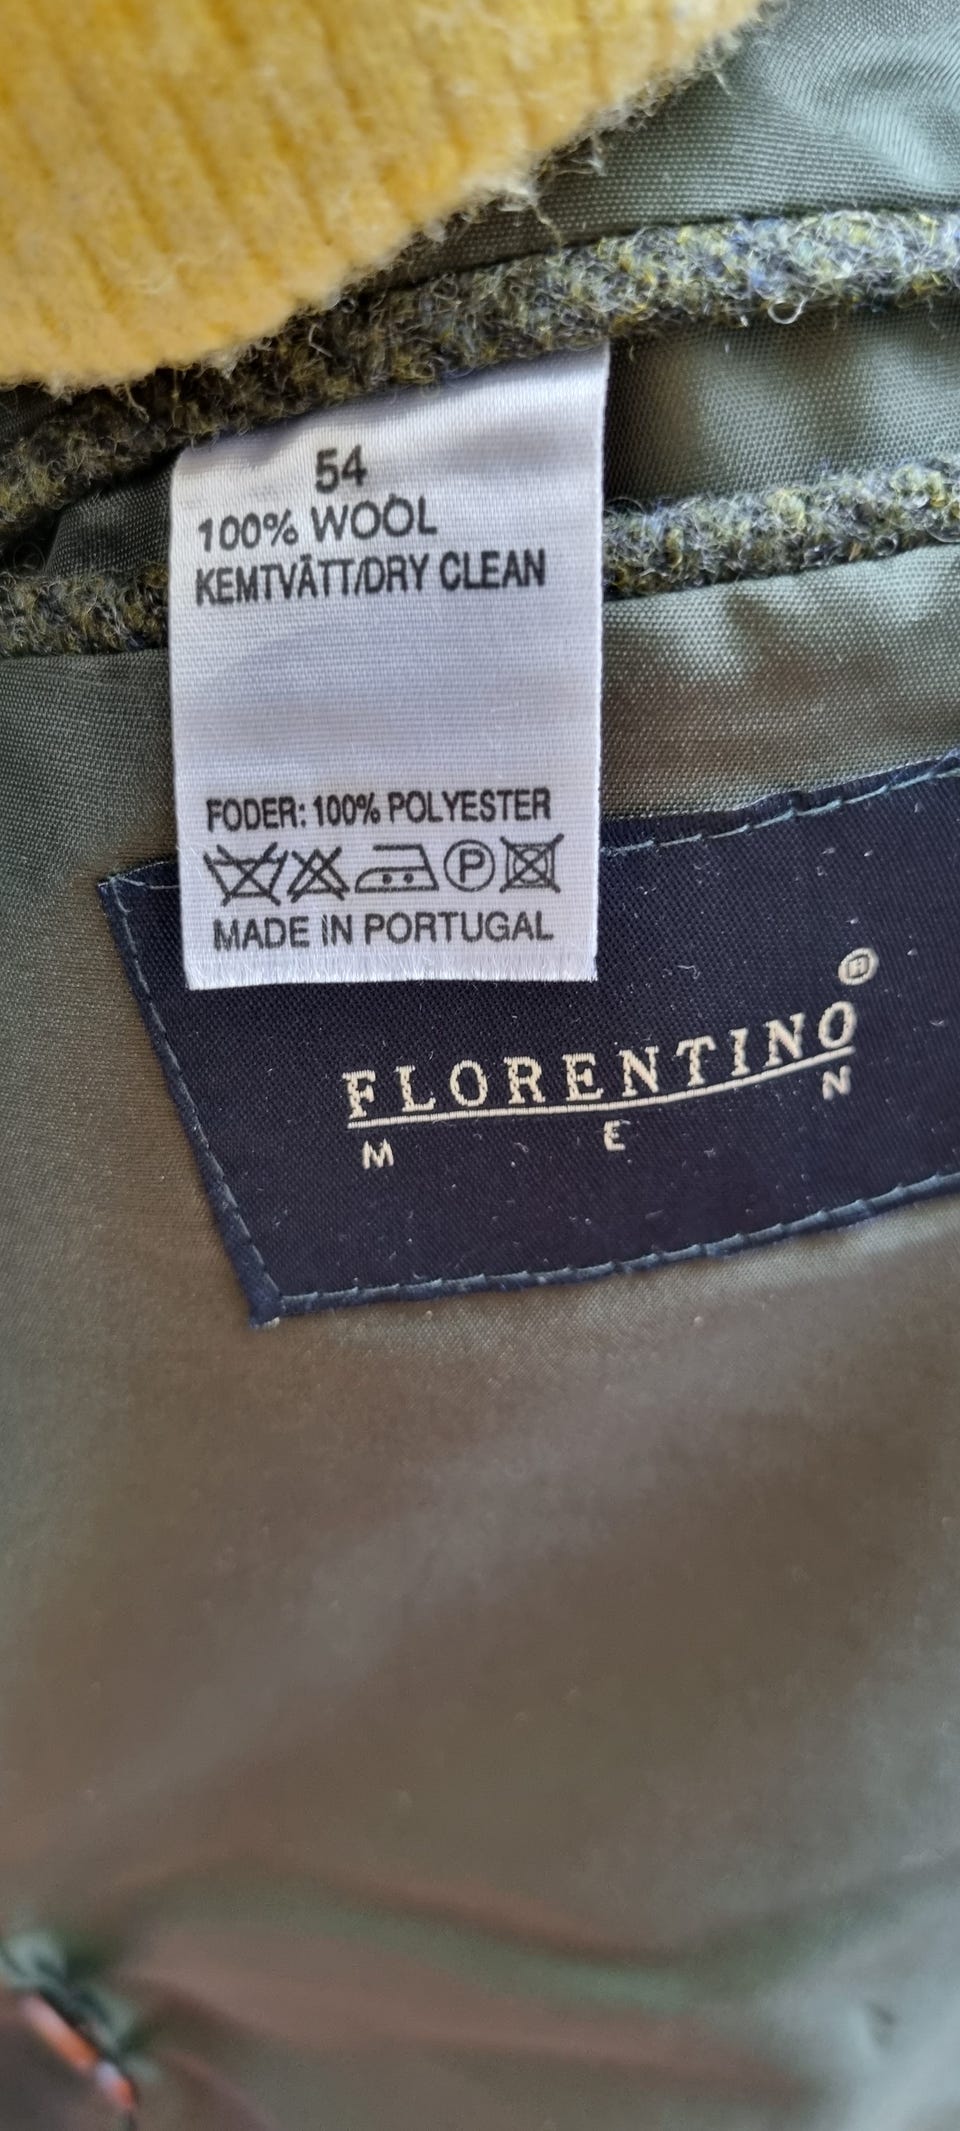 54
100% WOOL
KEMTVÄTT/DRY CLEAN
FODER: 100% POLYESTER
P
MADE IN PORTUGAL
FLORENTINO®
MEN